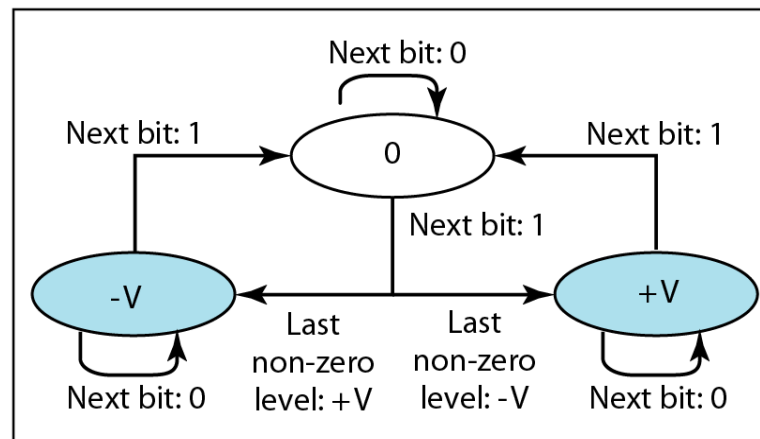 Next bit: 0
Next bit: 1
Next bit: 1
0
Next bit: 1
-V
+V
Last
non-zero
level: +V
Last
non-zero
level: -V
Next bit: 0
Next bit: 0